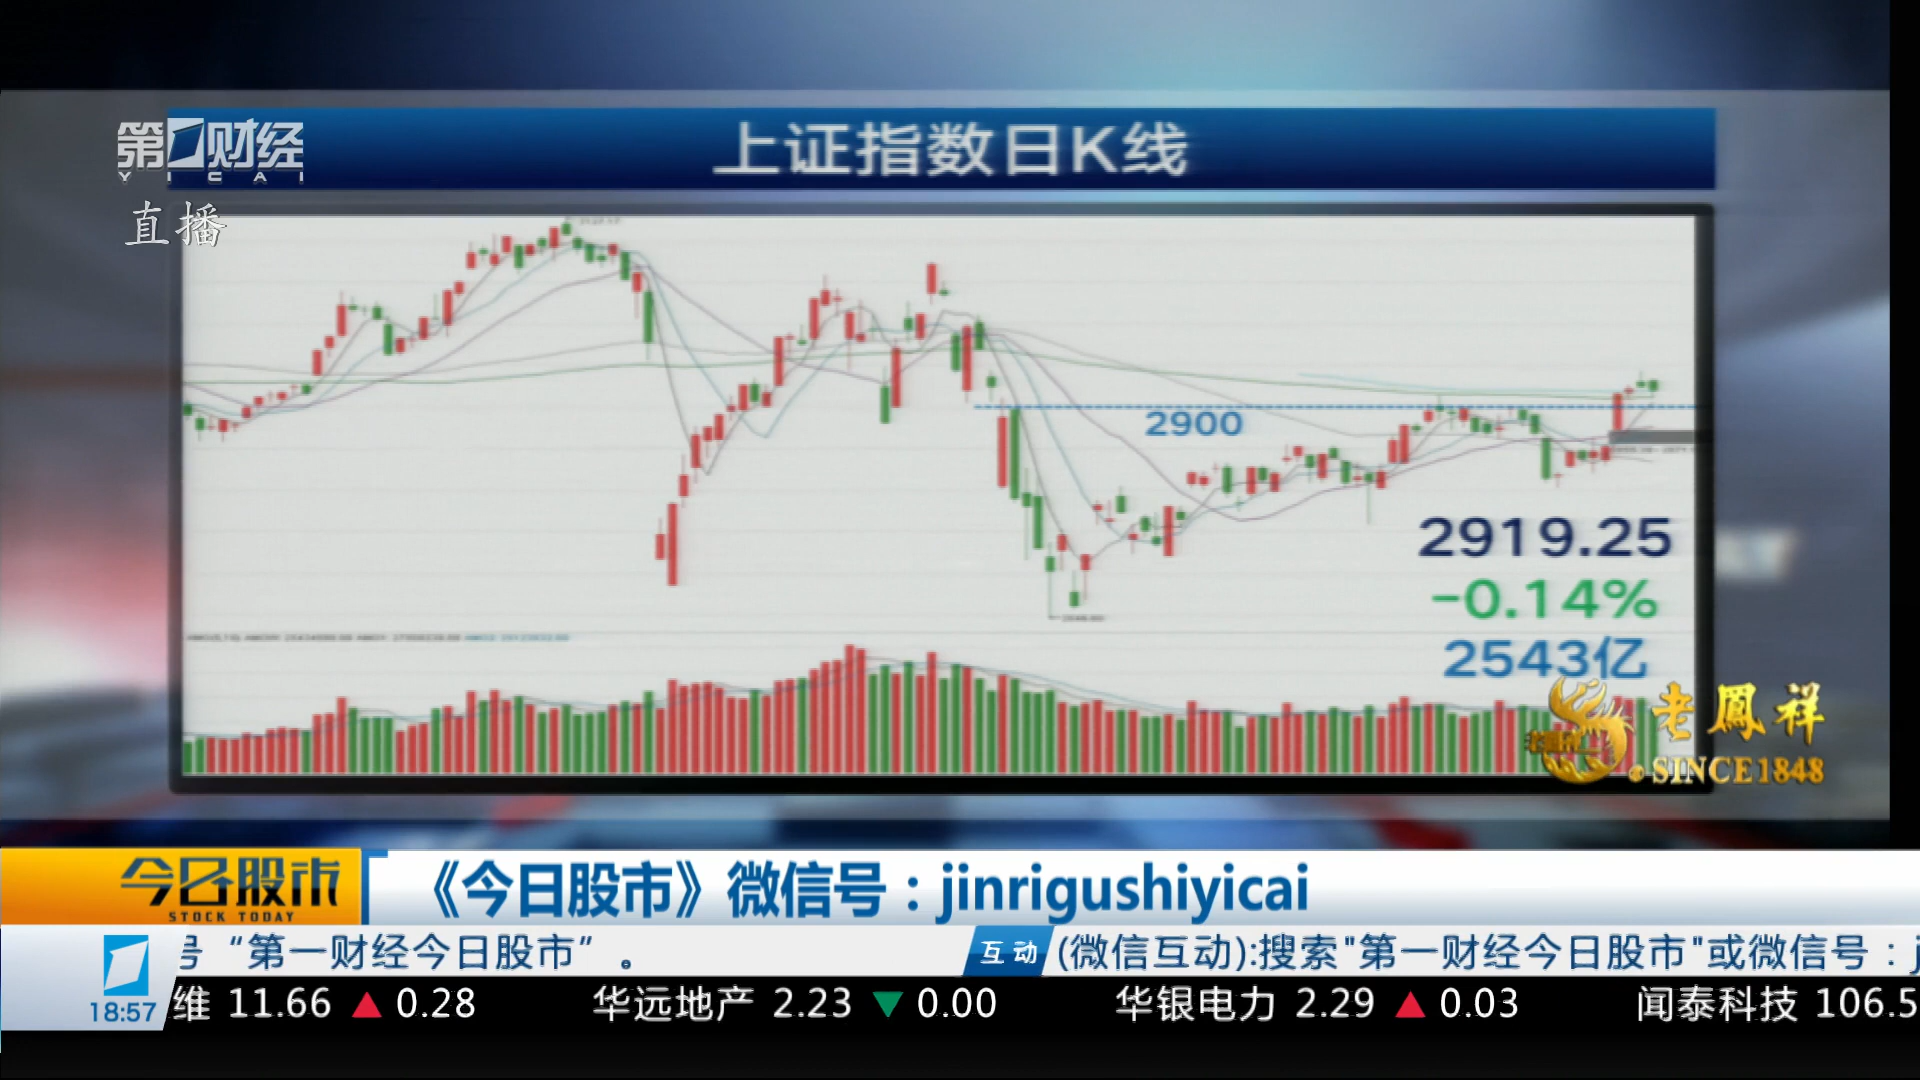 第一财经
YICAI
直播
上证指数日K线
2900
2919.25
-0.14%
2543亿
老鳳祥
SINCE1848
今日股市
STOCK TODAY
《今日股市》微信号：jinrigushiyicai
号“第一财经今日股市”。
互动 (微信互动):搜索"第一财经今日股市"或微信号：j
18:57
维 11.66 ▲ 0.28 华远地产 2.23 ▼ 0.00 华银电力 2.29 ▲ 0.03 闻泰科技 106.5